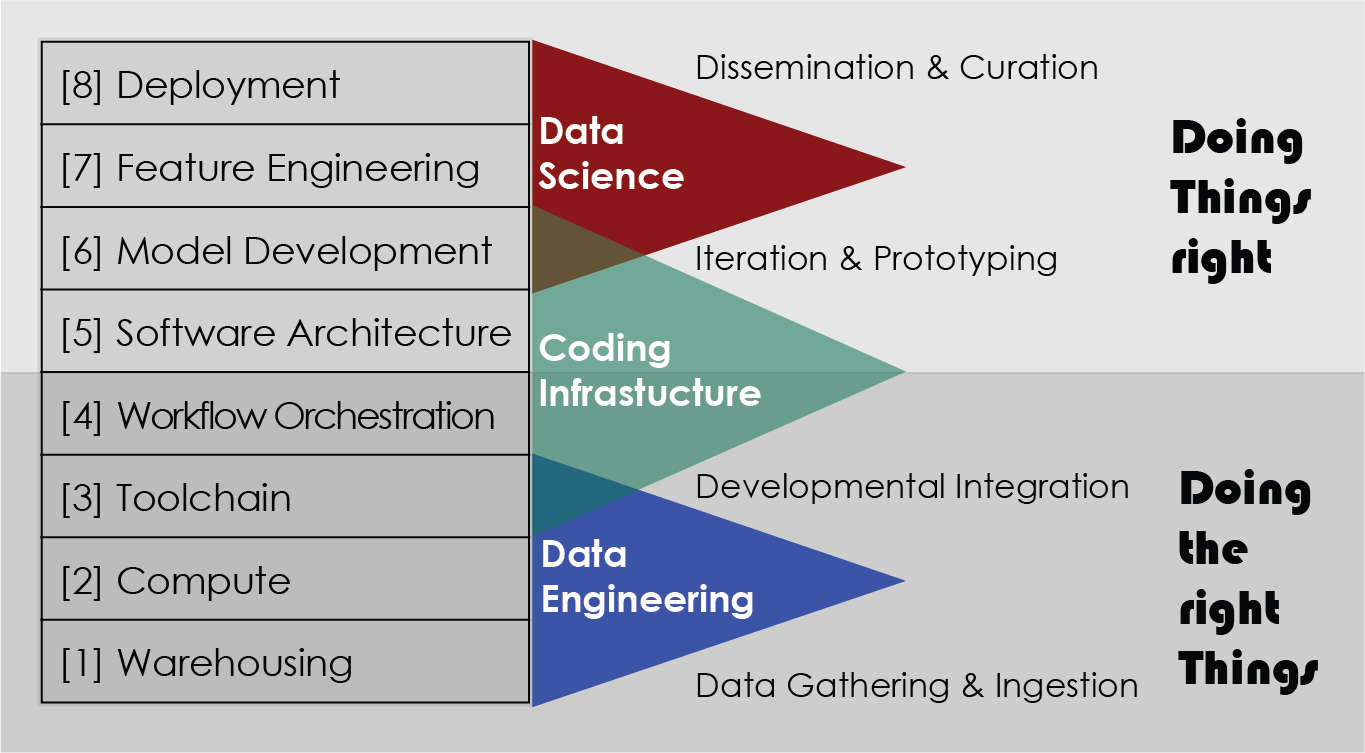 [8] Deployment
[7] Feature Engineering
[6] Model Development
[5] Software Architecture
[4] Workflow Orchestration
[3] Toolchain
[2] Compute
[1] Warehousing
Data
Science
Coding
Infrastucture
Data
Engineering
Dissemination & Curation
Iteration & Prototyping
Developmental Integration
Data Gathering & Ingestion
Doing
Things
right
Doing
the
right
Things